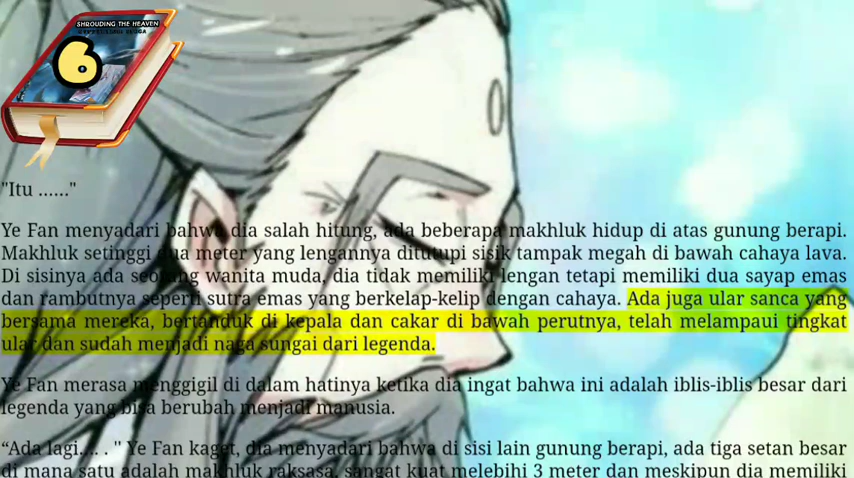 SHROUDING THE HEAVEN
6
"Itu ......"
Ye Fan menyadari bahwa dia salah hitung, ada beberapa makhluk hidup di atas gunung berapi.
Makhluk setinggi dua meter yang lengannya ditutupi sisik tampak megah di bawah cahaya lava.
Di sisinya ada seorang wanita muda, dia tidak memiliki lengan tetapi memiliki dua sayap emas
dan rambutnya seperti sutra emas yang berkelap-kelip dengan cahaya. Ada juga ular sanca yang
bersama mereka, bertanduk di kepala dan cakar di bawah perutnya, telah melampaui tingkat
ular dan sudah menjadi naga sungai dari legenda.
Ye Fan merasa menggigil di dalam hatinya ketika dia ingat bahwa ini adalah iblis-iblis besar dari
legenda yang bisa berubah menjadi manusia.
“Ada lagi.... . " Ye Fan kaget, dia menyadari bahwa di sisi lain gunung berapi, ada tiga setan besar
di mana satu adalah makhluk raksasa, sangat kuat melebihi 3 meter dan meskipun dia memiliki